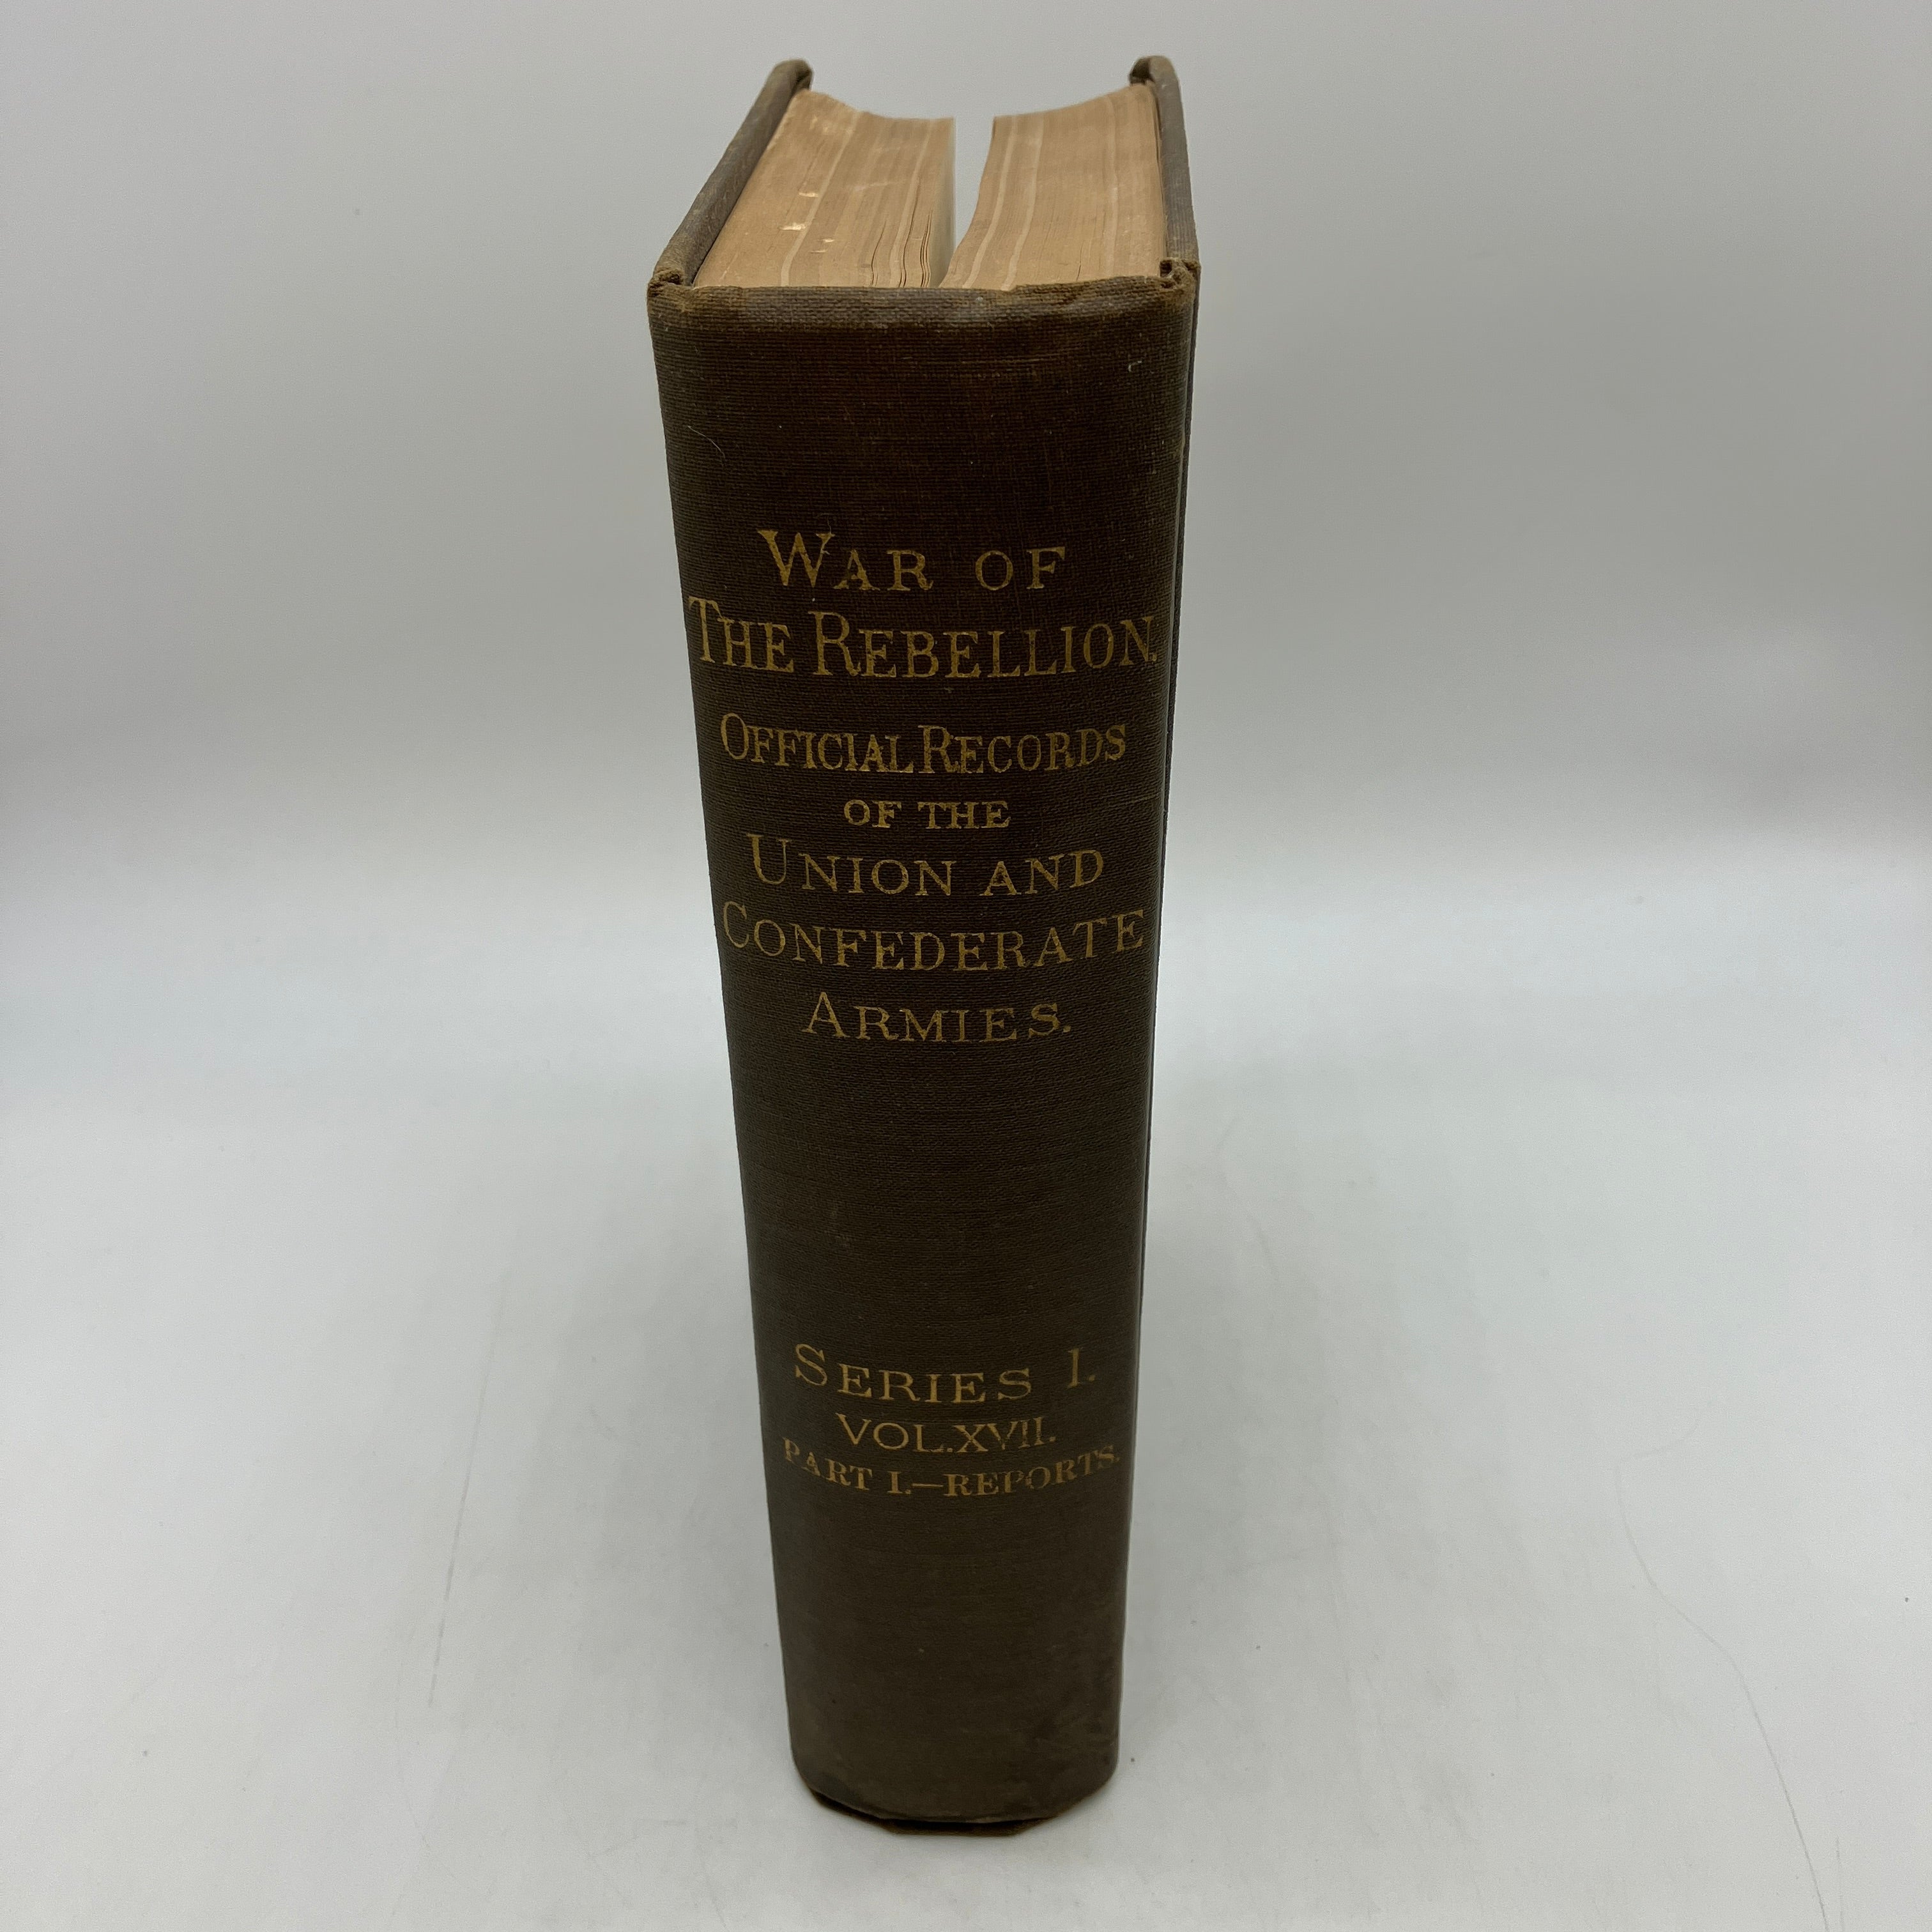 WAR OF
THE REBELLION.
OFFICIAL RECORDS
OF THE
UNION AND
CONFEDERATE
ARMIES.
SERIES I.
VOL. XVII.
PART I.—REPORTS.